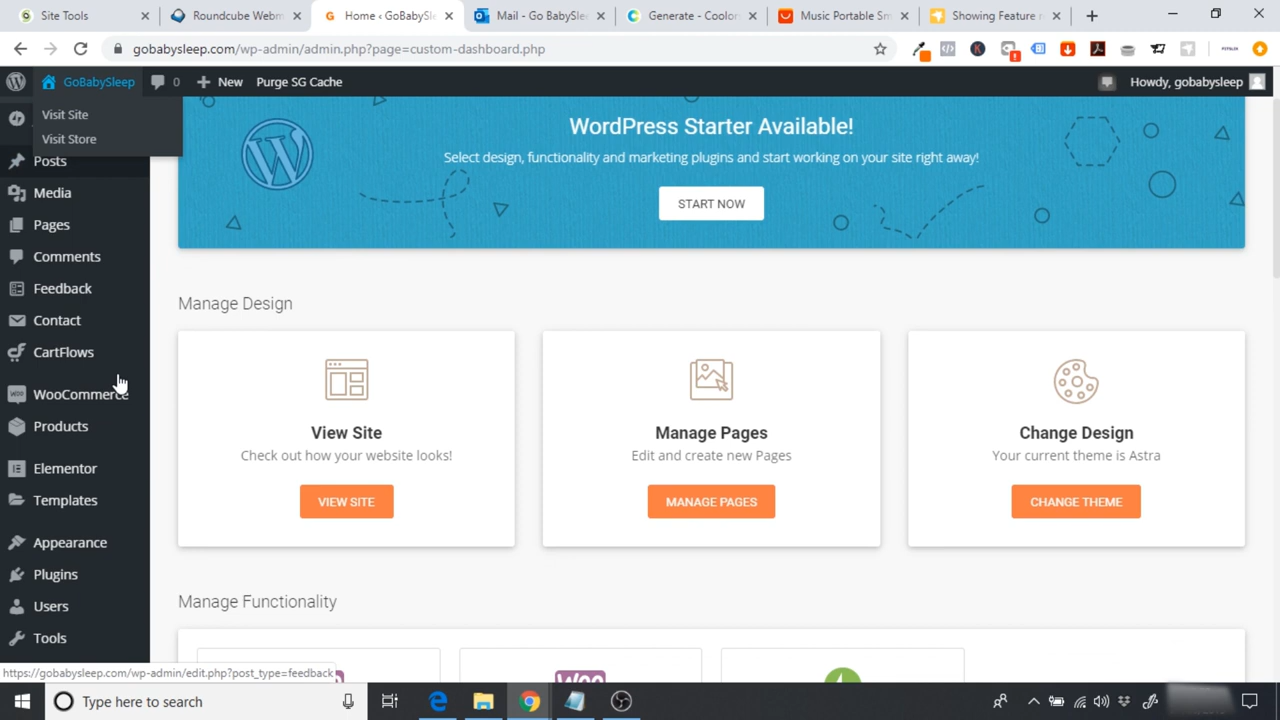 Site Tools
Roundcube Webm
Home ‹ GoBabySl
Mail - Go BabySle
Generate - Coolor
Music Portable Sm
Showing Feature r
gobabysleep.com/wp-admin/admin.php?page=custom-dashboard.php
GoBabySleep
0
New
Purge SG Cache
Howdy, gobabysleep
Visit Site
Visit Store
Posts
Media
Pages
Comments
Feedback
Contact
CartFlows
WooCommerce
Products
Elementor
Templates
Appearance
Plugins
Users
Tools
WordPress Starter Available!
Select design, functionality and marketing plugins and start working on your site right away!
START NOW
Manage Design
View Site
Check out how your website looks!
VIEW SITE
Manage Pages
Edit and create new Pages
MANAGE PAGES
Change Design
Your current theme is Astra
CHANGE THEME
Manage Functionality
https://gobabysleep.com/wp-admin/edit.php?post_type=feedback
Type here to search